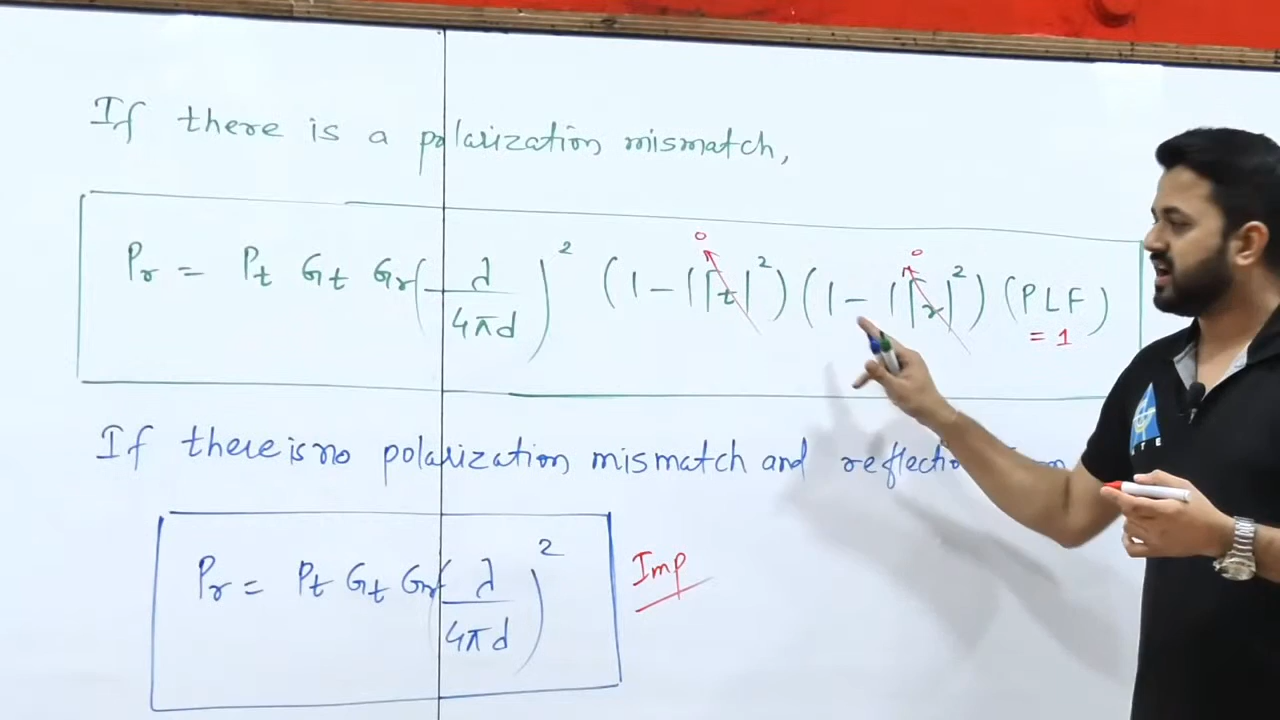 If there is a polarization mismatch,
Pr = Pt Gt Gr (λ/4πd)² (1 - |Γt|²) (1 - |Γr|²) (PLF)
0 0 = 1
If there is no polarization mismatch and
Pr = Pt Gt Gr (λ/4πd)² Imp